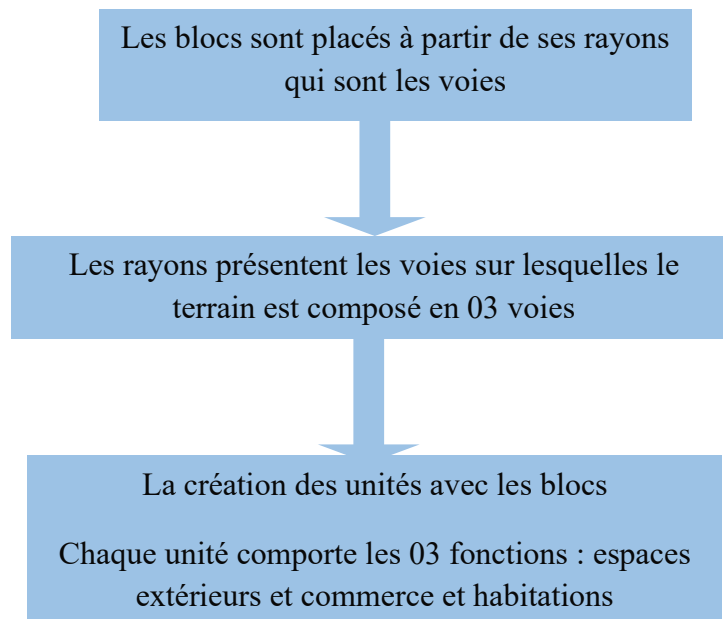 Les blocs sont placés à partir de ses rayons
qui sont les voies
Les rayons présentent les voies sur lesquelles le
terrain est composé en 03 voies
La création des unités avec les blocs
Chaque unité comporte les 03 fonctions : espaces
extérieurs et commerce et habitations